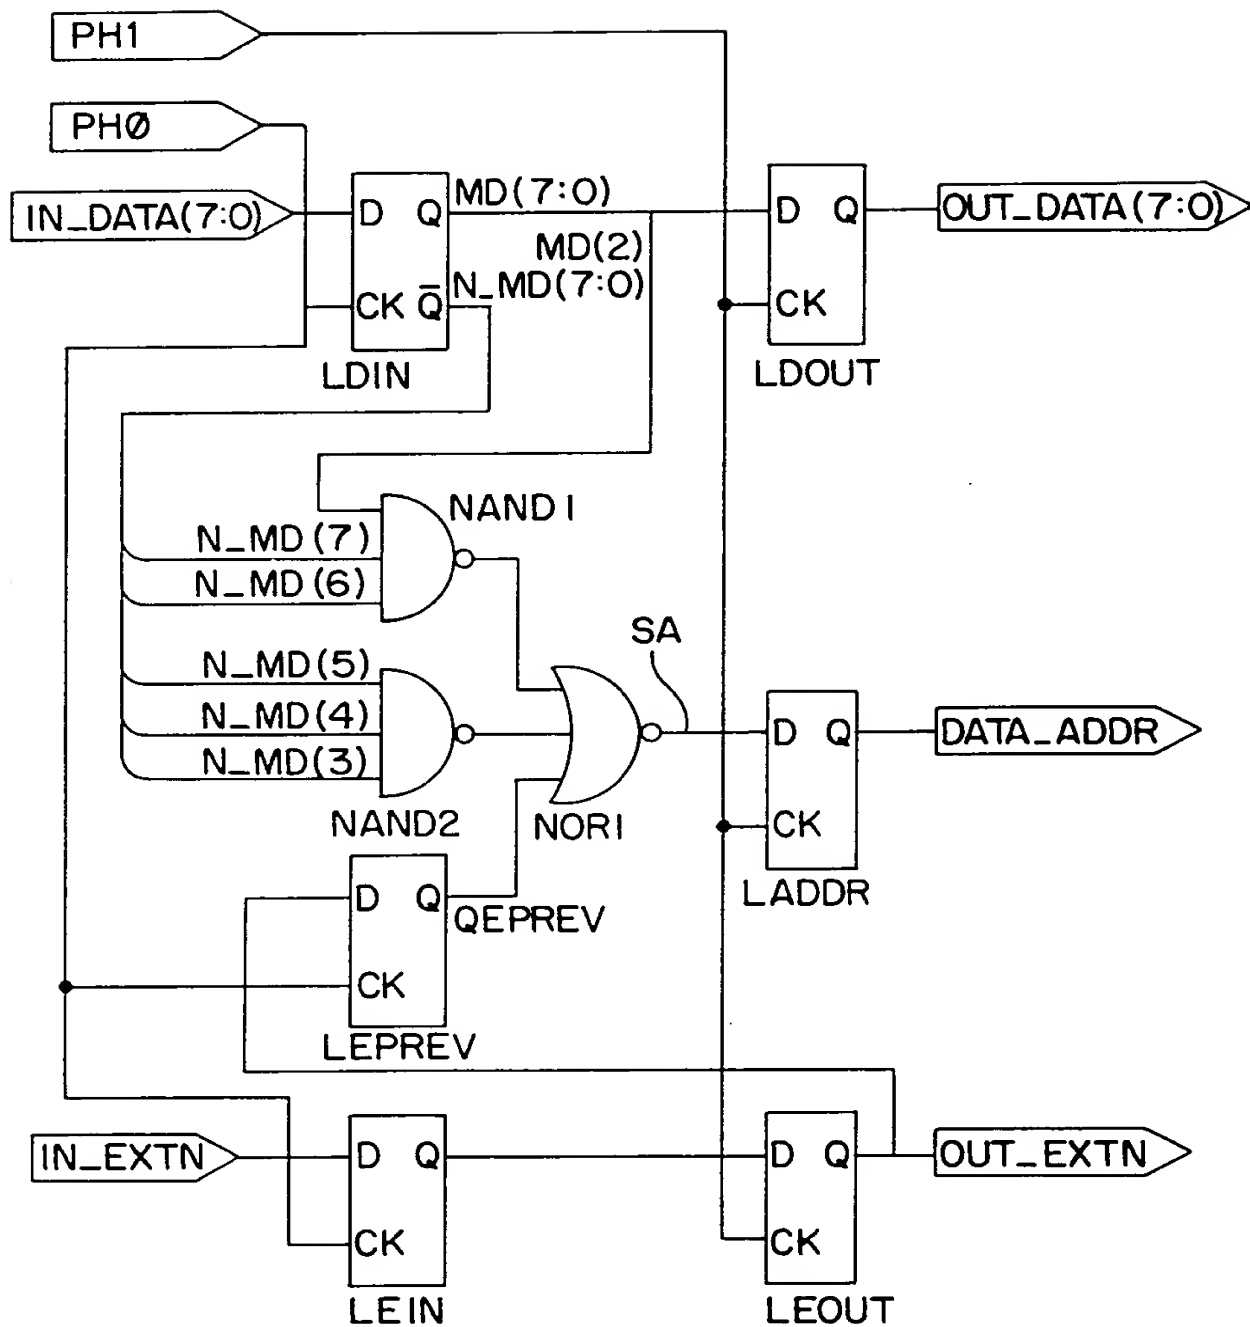 PH1
PHØ
IN_DATA(7:0)
D Q
MD(7:0)
D Q
OUT_DATA(7:0)
MD(2)
CK Q̅
N_MD(7:0)
CK
LDIN
LDOUT
NAND1
N_MD(7)
N_MD(6)
SA
N_MD(5)
N_MD(4)
N_MD(3)
D Q
DATA_ADDR
NAND2
NOR1
CK
LADDR
D Q
QEPREV
CK
LEPREV
IN_EXTN
D Q
D Q
OUT_EXTN
CK
CK
LEIN
LEOUT